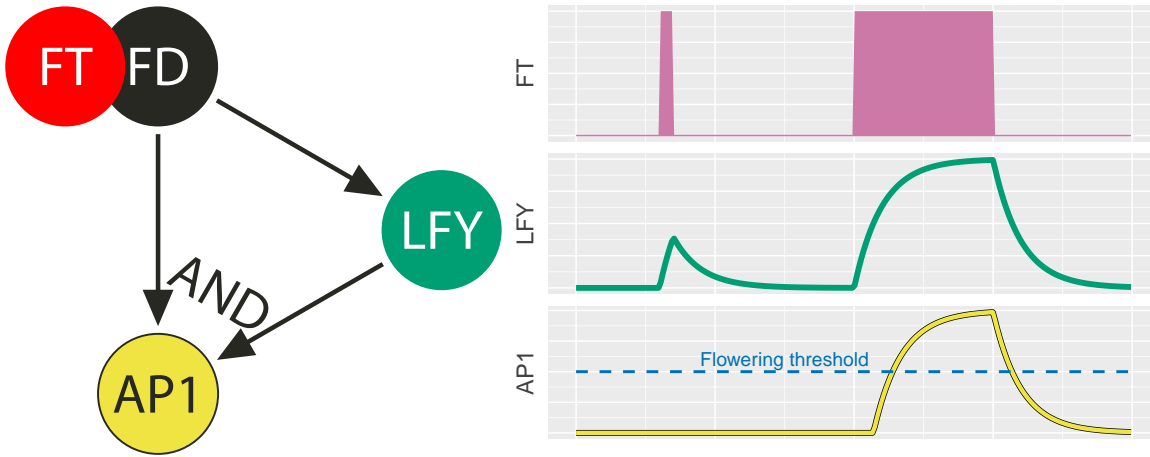 FT
FD
LFY
AND
AP1
FT
LFY
AP1
Flowering threshold